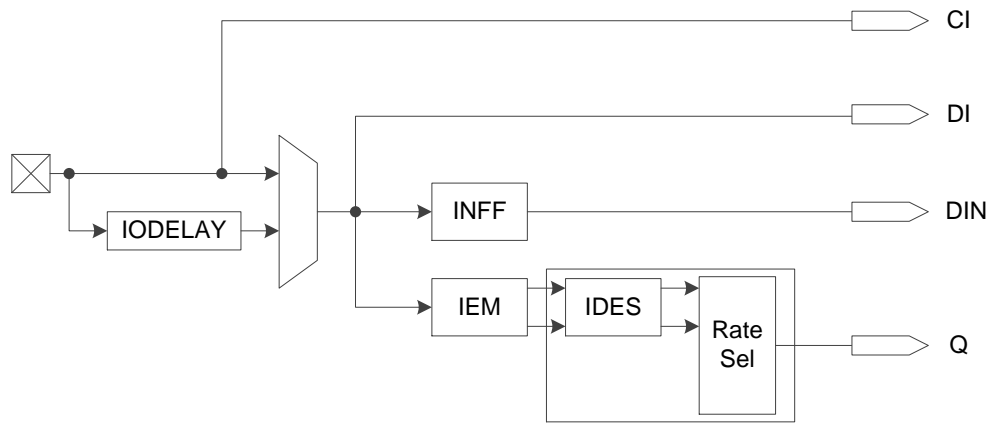 CI
DI
IODELAY
INFF
DIN
IEM
IDES
Rate
Sel
Q